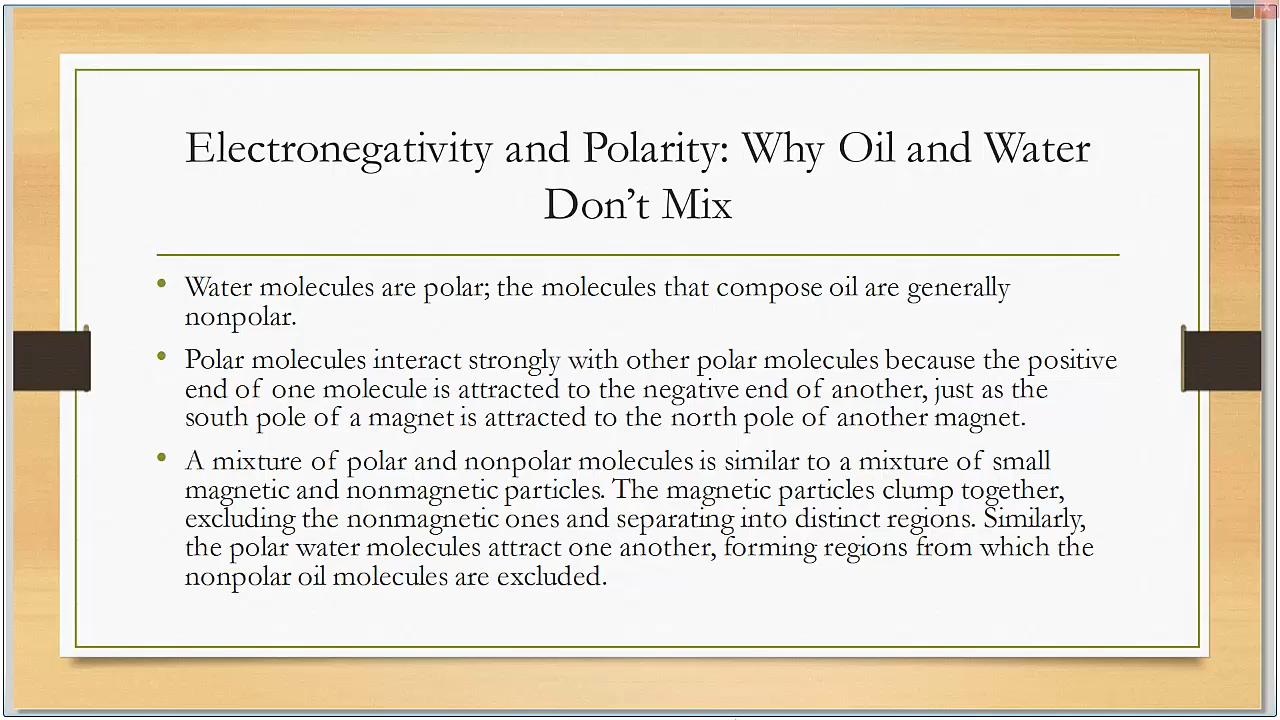 Electronegativity and Polarity: Why Oil and Water
Don’t Mix
• Water molecules are polar; the molecules that compose oil are generally
nonpolar.
• Polar molecules interact strongly with other polar molecules because the positive
end of one molecule is attracted to the negative end of another, just as the
south pole of a magnet is attracted to the north pole of another magnet.
• A mixture of polar and nonpolar molecules is similar to a mixture of small
magnetic and nonmagnetic particles. The magnetic particles clump together,
excluding the nonmagnetic ones and separating into distinct regions. Similarly,
the polar water molecules attract one another, forming regions from which the
nonpolar oil molecules are excluded.